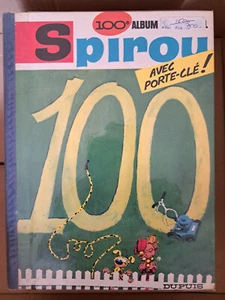 100e ALBUM
Spirou
AVEC
PORTE-CLÉ!
100
DUPUIS